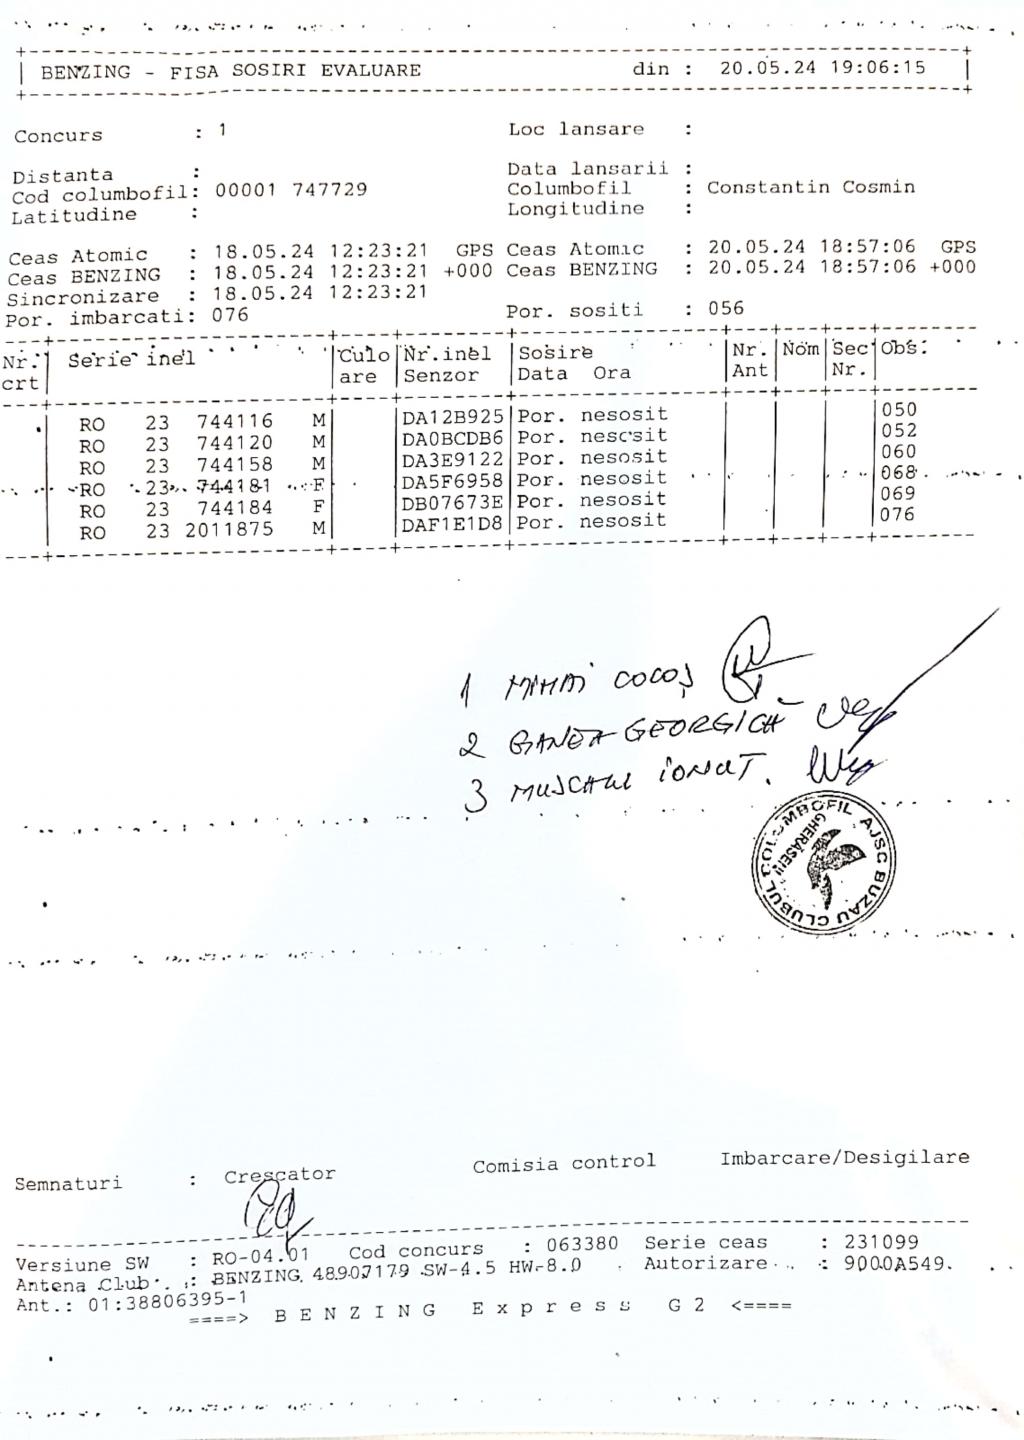 BENZING - FISA SOSIRI EVALUARE din : 20.05.24 19:06:15
Concurs : 1 Loc lansare :
Distanta : Data lansarii :
Cod columbofil: 00001 747729 Columbofil : Constantin Cosmin
Latitudine : Longitudine :
Ceas Atomic : 18.05.24 12:23:21 GPS Ceas Atomic : 20.05.24 18:57:06 GPS
Ceas BENZING : 18.05.24 12:23:21 +000 Ceas BENZING : 20.05.24 18:57:06 +000
Sincronizare : 18.05.24 12:23:21
Por. imbarcati: 076 Por. sositi : 056
Nr. Serie inel Culo Nr.inel Sosire Nr. Nom Sec Obs.
crt are Senzor Data Ora Ant Nr.
RO 23 744116 M DA12B925 Por. nesosit 050
RO 23 744120 M DA0BCDB6 Por. nesosit 052
RO 23 744158 M DA3E9122 Por. nesosit 060
RO 23 744181 F DA5F6958 Por. nesosit 068
RO 23 744184 F DB07673E Por. nesosit 069
RO 23 2011875 M DAF1E1D8 Por. nesosit 076
1 MIHAI COCOȘ
2 GANEA GEORGICĂ
3 MUSCALU IONUT.
CLUBUL COLUMBOFIL AJSC BUZAU
GHERĂSEII
Semnaturi : Crescator Comisia control Imbarcare/Desigilare
Versiune SW : RO-04.01 Cod concurs : 063380 Serie ceas : 231099
Antena Club : BENZING 48907179 SW-4.5 HW-8.0 Autorizare : 9000A549
Ant.: 01:38806395-1
====> B E N Z I N G E x p r e s s G 2 <====